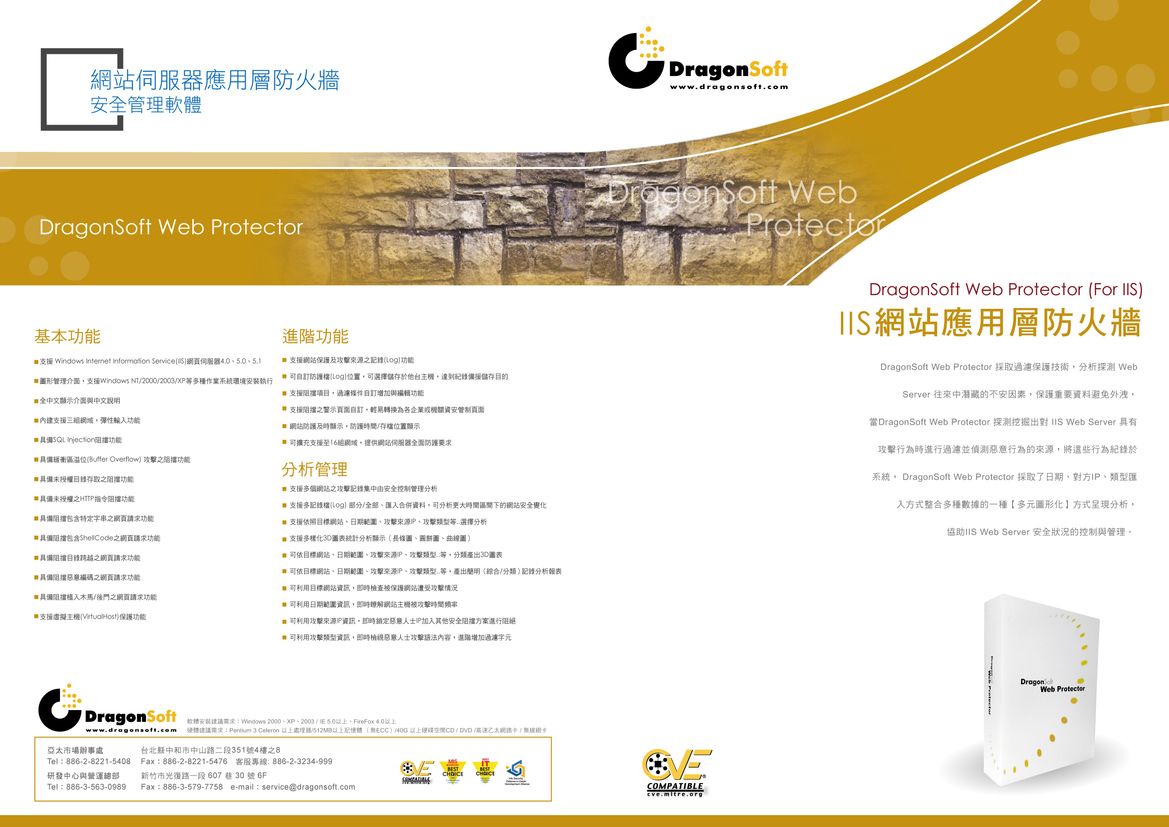 網站伺服器應用層防火牆
安全管理軟體
DragonSoft Web Protector
DragonSoft
www.dragonsoft.com
DragonSoft Web
Protector
DragonSoft Web Protector (For IIS)
IIS網站應用層防火牆
DragonSoft Web Protector 採取過濾保護技術，分析探測 Web
Server 往來中潛藏的不安因素，保護重要資料避免外洩，
當DragonSoft Web Protector 探測挖掘出對 IIS Web Server 具有
攻擊行為時進行過濾並偵測惡意行為的來源，將這些行為紀錄於
系統， DragonSoft Web Protector 採取了日期、對方IP、類型匯
入方式整合多種數據的一種【多元圖形化】方式呈現分析，
協助IIS Web Server 安全狀況的控制與管理。
基本功能
支援 Windows Internet Information Service(IIS)網頁伺服器4.0、5.0、5.1
圖形管理介面，支援Windows NT/2000/2003/XP等多種作業系統環境安裝執行
全中文顯示介面與中文說明
內建支援三組網域，彈性輸入功能
具備SQL Injection阻擋功能
具備緩衝區溢位(Buffer Overflow) 攻擊之阻擋功能
具備未授權目錄存取之阻擋功能
具備未授權之HTTP指令阻擋功能
具備阻擋包含特定字串之網頁請求功能
具備阻擋包含ShellCode之網頁請求功能
具備阻擋目錄跨越之網頁請求功能
具備阻擋惡意編碼之網頁請求功能
具備阻擋植入木馬/後門之網頁請求功能
支援虛擬主機(VirtualHost)保護功能
進階功能
支援網站保護及攻擊來源之記錄(Log)功能
可自訂防護檔(Log)位置，可選擇儲存於他台主機，達到紀錄備援儲存目的
支援阻擋項目，過濾條件自訂增加與編輯功能
支援阻擋之警示頁面自訂，輕易轉換為各企業或機關資安管制頁面
網站防護及時顯示，防護時間/存檔位置顯示
可擴充支援至16組網域，提供網站伺服器全面防護要求
分析管理
支援多個網站之攻擊記錄集中由安全控制管理分析
支援多記錄檔(Log) 部分/全部、匯入合併資料，可分析更大時間區間下的網站安全變化
支援依照目標網站、日期範圍、攻擊來源IP、攻擊類型等..選擇分析
支援多樣化3D圖表統計分析顯示（長條圖、圓餅圖、曲線圖）
可依目標網站、日期範圍、攻擊來源IP、攻擊類型..等，分類產出3D圖表
可依目標網站、日期範圍、攻擊來源IP、攻擊類型..等，產出簡明（綜合/分類）記錄分析報表
可利用目標網站資訊，即時檢查被保護網站遭受攻擊情況
可利用日期範圍資訊，即時瞭解網站主機被攻擊時間頻率
可利用攻擊來源IP資訊，即時鎖定惡意人士IP加入其他安全阻擋方案進行阻絕
可利用攻擊類型資訊，即時檢視惡意人士攻擊語法內容，進階增加過濾字元
DragonSoft
www.dragonsoft.com
軟體安裝建議需求：Windows 2000、XP、2003 / IE 5.0以上、FireFox 4.0以上
硬體建議需求：Pentium 3 Celeron 以上處理器/512MB以上記憶體 （無ECC）/40G 以上硬碟空間CD / DVD /高速乙太網路卡 / 無線網卡
亞太市場辦事處 台北縣中和市中山路二段351號4樓之8
Tel：886-2-8221-5408 Fax：886-2-8221-5476 客服專線: 886-2-3234-999
研發中心與營運總部 新竹市光復路一段 607 巷 30 號 6F
Tel：886-3-563-0989 Fax：886-3-579-7758 e-mail：service@dragonsoft.com
CVE
COMPATIBLE
BEST
CHOICE
IT
BEST
CHOICE
CVE
COMPATIBLE
cve.mitre.org
DragonSoft
Web Protector
DragonSoft
Web Protector